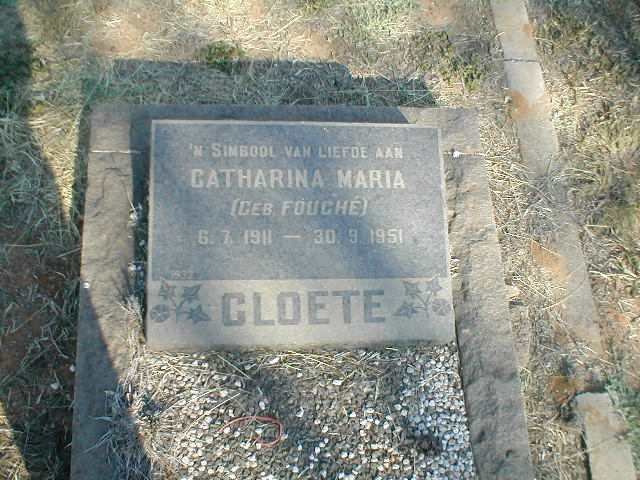 'N SIMBOOL VAN LIEFDE AAN
CATHARINA MARIA
(GEB. FOUCHÉ)
6.7.1911 — 30.9.1951
CLOETE